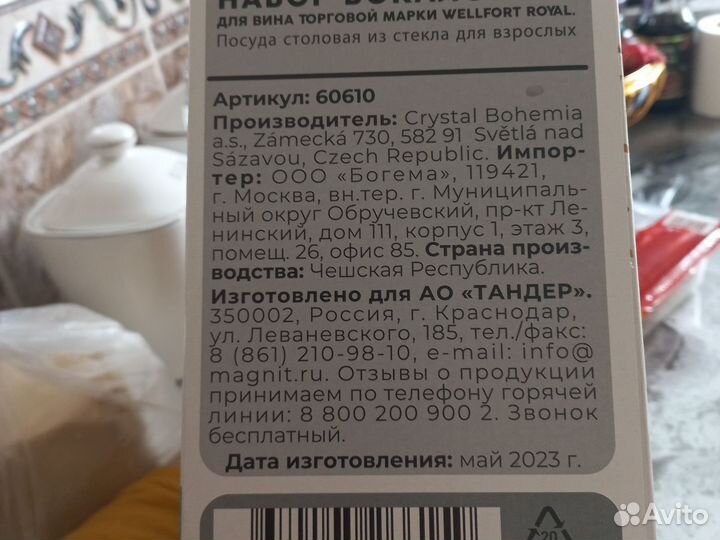 НАБОР
ДЛЯ ВИНА ТОРГОВОЙ МАРКИ WELLFORT ROYAL.
Посуда столовая из стекла для взрослых
Артикул: 60610
Производитель: Crystal Bohemia
a.s., Zámecká 730, 582 91 Světlá nad
Sázavou, Czech Republic. Импор-
тер: ООО «Богема», 119421,
г. Москва, вн.тер. г. Муниципаль-
ный округ Обручевский, пр-кт Ле-
нинский, дом 111, корпус 1, этаж 3,
помещ. 26, офис 85. Страна произ-
водства: Чешская Республика.
Изготовлено для АО «ТАНДЕР».
350002, Россия, г. Краснодар,
ул. Леваневского, 185, тел./факс:
8 (861) 210-98-10, e-mail: info@
magnit.ru. Отзывы о продукции
принимаем по телефону горячей
линии: 8 800 200 900 2. Звонок
бесплатный.
Дата изготовления: май 2023 г.
20
Avito